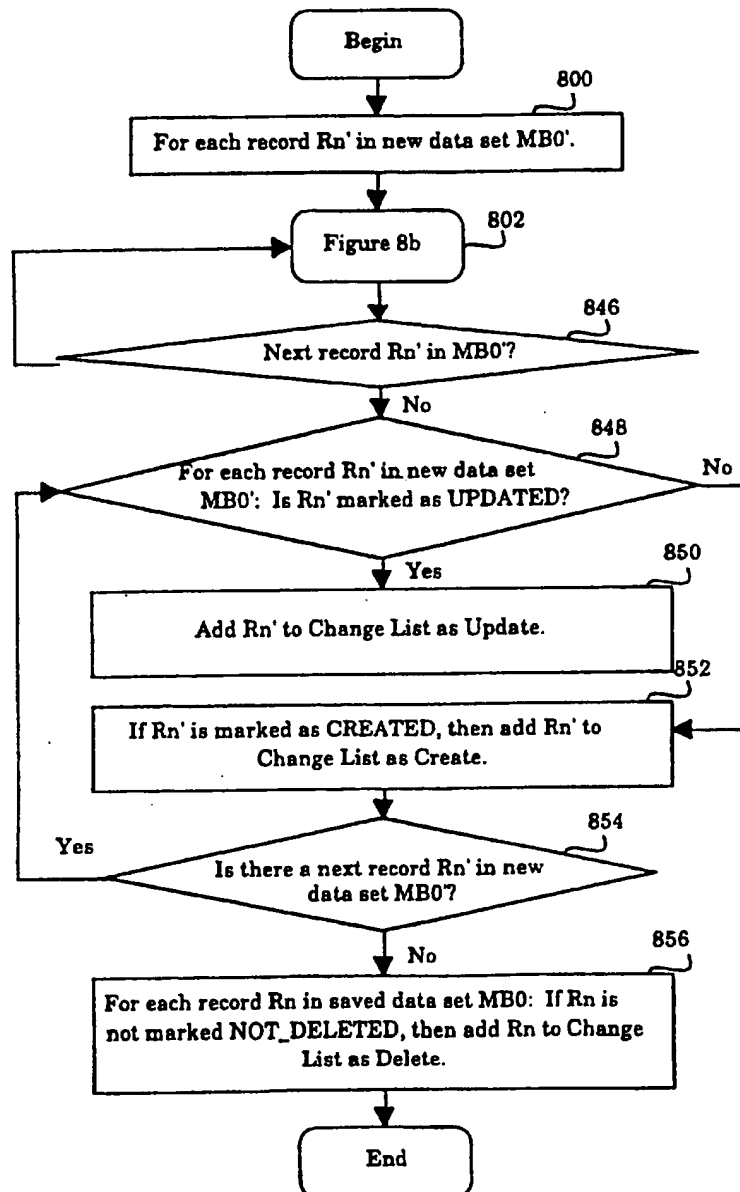 Begin
800
For each record Rn' in new data set MB0'.
Figure 8b
802
846
Next record Rn' in MB0'?
No
848
For each record Rn' in new data set
MB0': Is Rn' marked as UPDATED?
No
Yes
850
Add Rn' to Change List as Update.
852
If Rn' is marked as CREATED, then add Rn' to
Change List as Create.
854
Yes
Is there a next record Rn' in new
data set MB0'?
No
856
For each record Rn in saved data set MB0: If Rn is
not marked NOT_DELETED, then add Rn to Change
List as Delete.
End